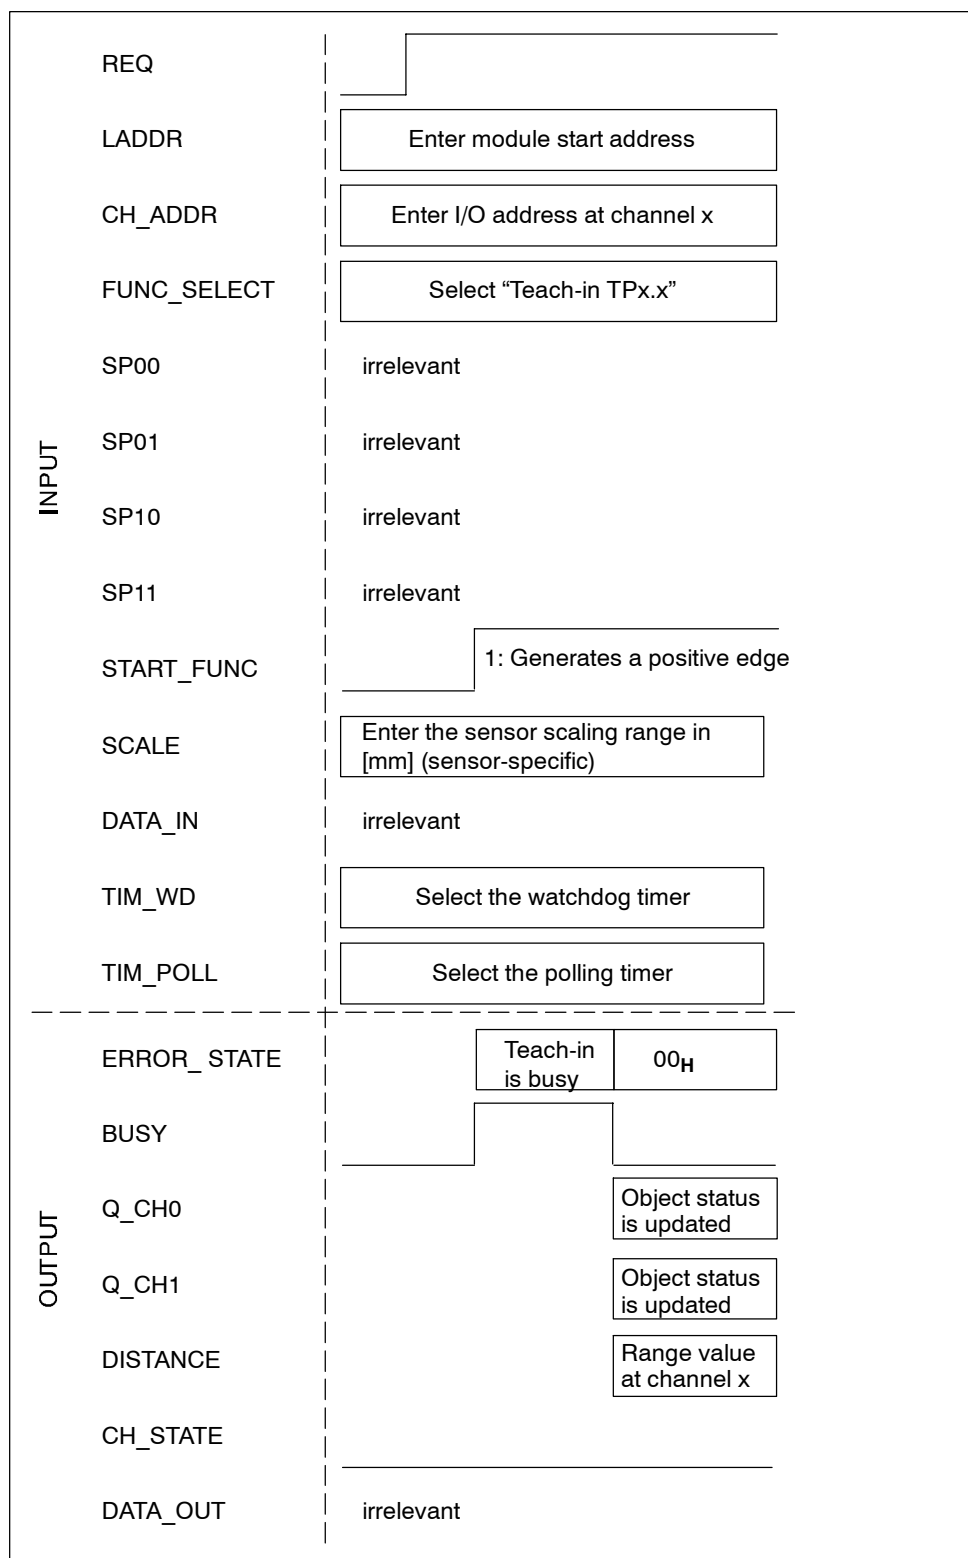 REQ
LADDR
Enter module start address
CH_ADDR
Enter I/O address at channel x
FUNC_SELECT
Select “Teach-in TPx.x”
SP00
irrelevant
INPUT
SP01
irrelevant
SP10
irrelevant
SP11
irrelevant
START_FUNC
1: Generates a positive edge
SCALE
Enter the sensor scaling range in
[mm] (sensor-specific)
DATA_IN
irrelevant
TIM_WD
Select the watchdog timer
TIM_POLL
Select the polling timer
ERROR_ STATE
Teach-in
is busy
00H
BUSY
OUTPUT
Q_CH0
Object status
is updated
Q_CH1
Object status
is updated
DISTANCE
Range value
at channel x
CH_STATE
DATA_OUT
irrelevant